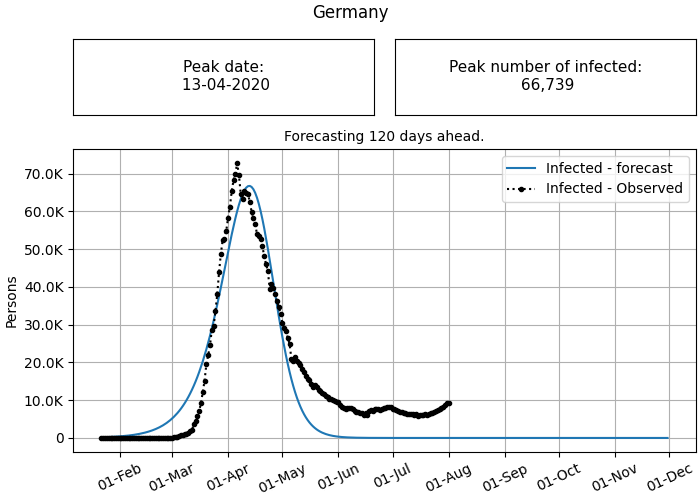 Germany
Peak date:
13-04-2020
Peak number of infected:
66,739
Forecasting 120 days ahead.
Infected - forecast
Infected - Observed
Persons
70.0K
60.0K
50.0K
40.0K
30.0K
20.0K
10.0K
0
01-Feb
01-Mar
01-Apr
01-May
01-Jun
01-Jul
01-Aug
01-Sep
01-Oct
01-Nov
01-Dec